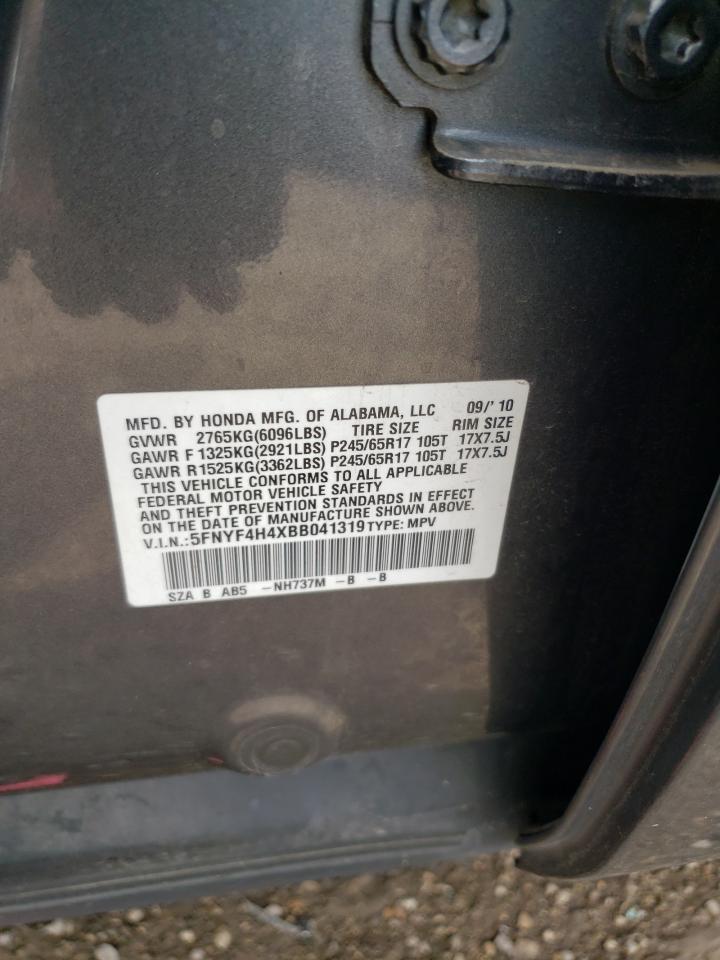 MFD. BY HONDA MFG. OF ALABAMA, LLC 09/' 10
GVWR 2765KG(6096LBS) TIRE SIZE RIM SIZE
GAWR F 1325KG(2921LBS) P245/65R17 105T 17X7.5J
GAWR R1525KG(3362LBS) P245/65R17 105T 17X7.5J
THIS VEHICLE CONFORMS TO ALL APPLICABLE
FEDERAL MOTOR VEHICLE SAFETY
AND THEFT PREVENTION STANDARDS IN EFFECT
ON THE DATE OF MANUFACTURE SHOWN ABOVE.
V.I.N.:5FNYF4H4XBB041319 TYPE: MPV
SZA B AB5 -NH737M -B -B